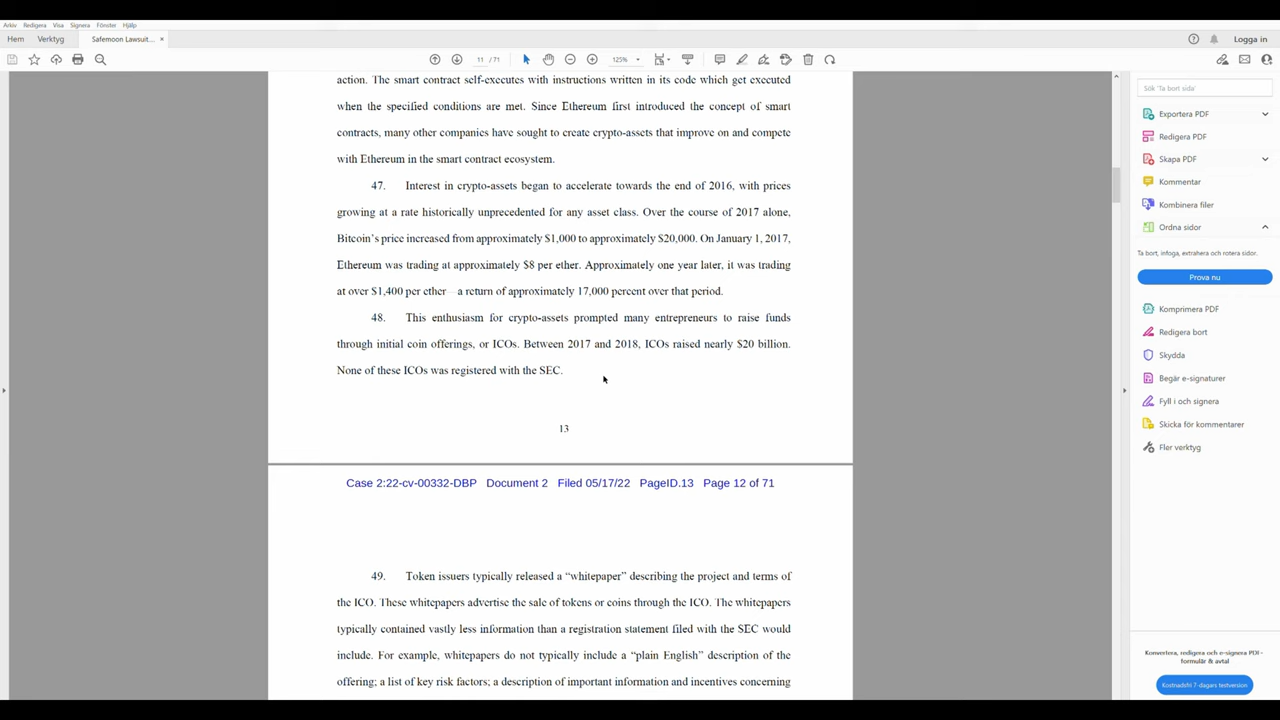 Arkiv Redigera Visa Signera Fönster Hjälp
Hem Verktyg Safemoon Lawsuit... × Logga in
11 / 71 125%
action. The smart contract self-executes with instructions written in its code which get executed
when the specified conditions are met. Since Ethereum first introduced the concept of smart
contracts, many other companies have sought to create crypto-assets that improve on and compete
with Ethereum in the smart contract ecosystem.
47. Interest in crypto-assets began to accelerate towards the end of 2016, with prices
growing at a rate historically unprecedented for any asset class. Over the course of 2017 alone,
Bitcoin's price increased from approximately $1,000 to approximately $20,000. On January 1, 2017,
Ethereum was trading at approximately $8 per ether. Approximately one year later, it was trading
at over $1,400 per ether—a return of approximately 17,000 percent over that period.
48. This enthusiasm for crypto-assets prompted many entrepreneurs to raise funds
through initial coin offerings, or ICOs. Between 2017 and 2018, ICOs raised nearly $20 billion.
None of these ICOs was registered with the SEC.
13
Case 2:22-cv-00332-DBP Document 2 Filed 05/17/22 PageID.13 Page 12 of 71
49. Token issuers typically released a “whitepaper” describing the project and terms of
the ICO. These whitepapers advertise the sale of tokens or coins through the ICO. The whitepapers
typically contained vastly less information than a registration statement filed with the SEC would
include. For example, whitepapers do not typically include a “plain English” description of the
offering; a list of key risk factors; a description of important information and incentives concerning
Sök 'Ta bort sida'
Exportera PDF
Redigera PDF
Skapa PDF
Kommentar
Kombinera filer
Ordna sidor
Ta bort, infoga, extrahera och rotera sidor.
Prova nu
Komprimera PDF
Redigera bort
Skydda
Begär e-signaturer
Fyll i och signera
Skicka för kommentarer
Fler verktyg
Konvertera, redigera och e-signera PDF-
formulär & avtal
Kostnadsfri 7-dagars testversion